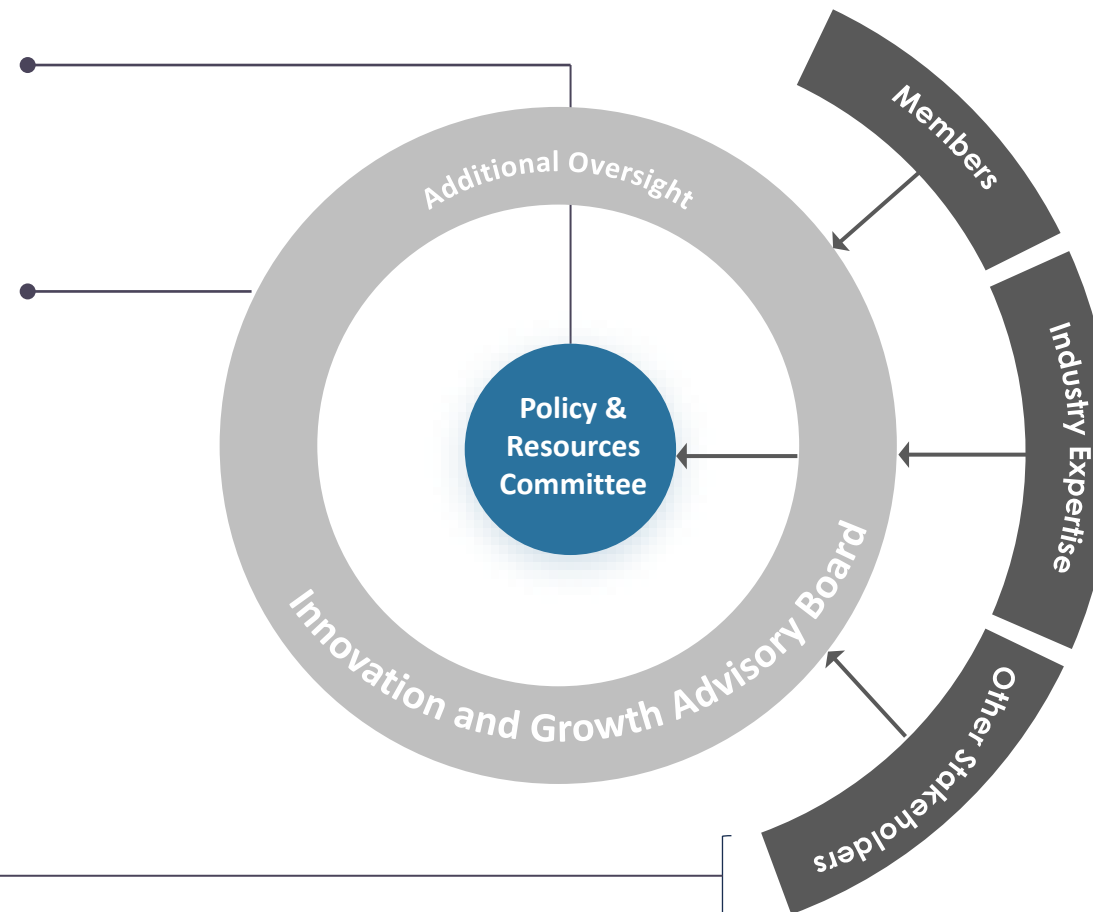 Members
Additional Oversight
Industry Expertise
Policy &
Resources
Committee
Innovation and Growth Advisory Board
Other Stakeholders